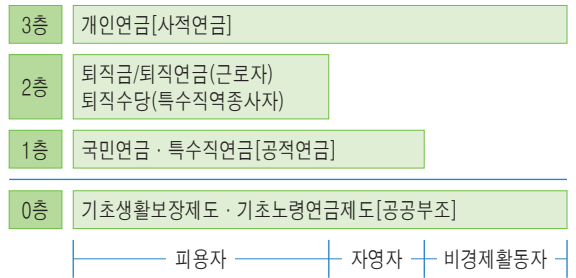 3층 개인연금[사적연금]
2층 퇴직금/퇴직연금(근로자)
퇴직수당(특수직역종사자)
1층 국민연금 · 특수직연금[공적연금]
0층 기초생활보장제도 · 기초노령연금제도[공공부조]
피용자 자영자 비경제활동자